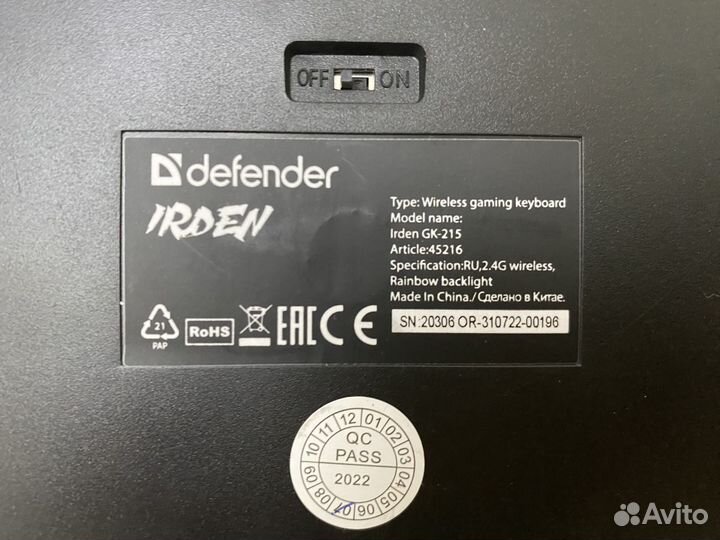 OFF ON
defender
IRDEN
Type: Wireless gaming keyboard
Model name:
Irden GK-215
Article:45216
Specification:RU,2.4G wireless,
Rainbow backlight
Made In China./Сделано в Китае.
SN:20306 OR-310722-00196
21
PAP
RoHS
EAC CE
01 02 03 04 05 06 07 08 09 10 11 12
QC
PASS
2022
Avito